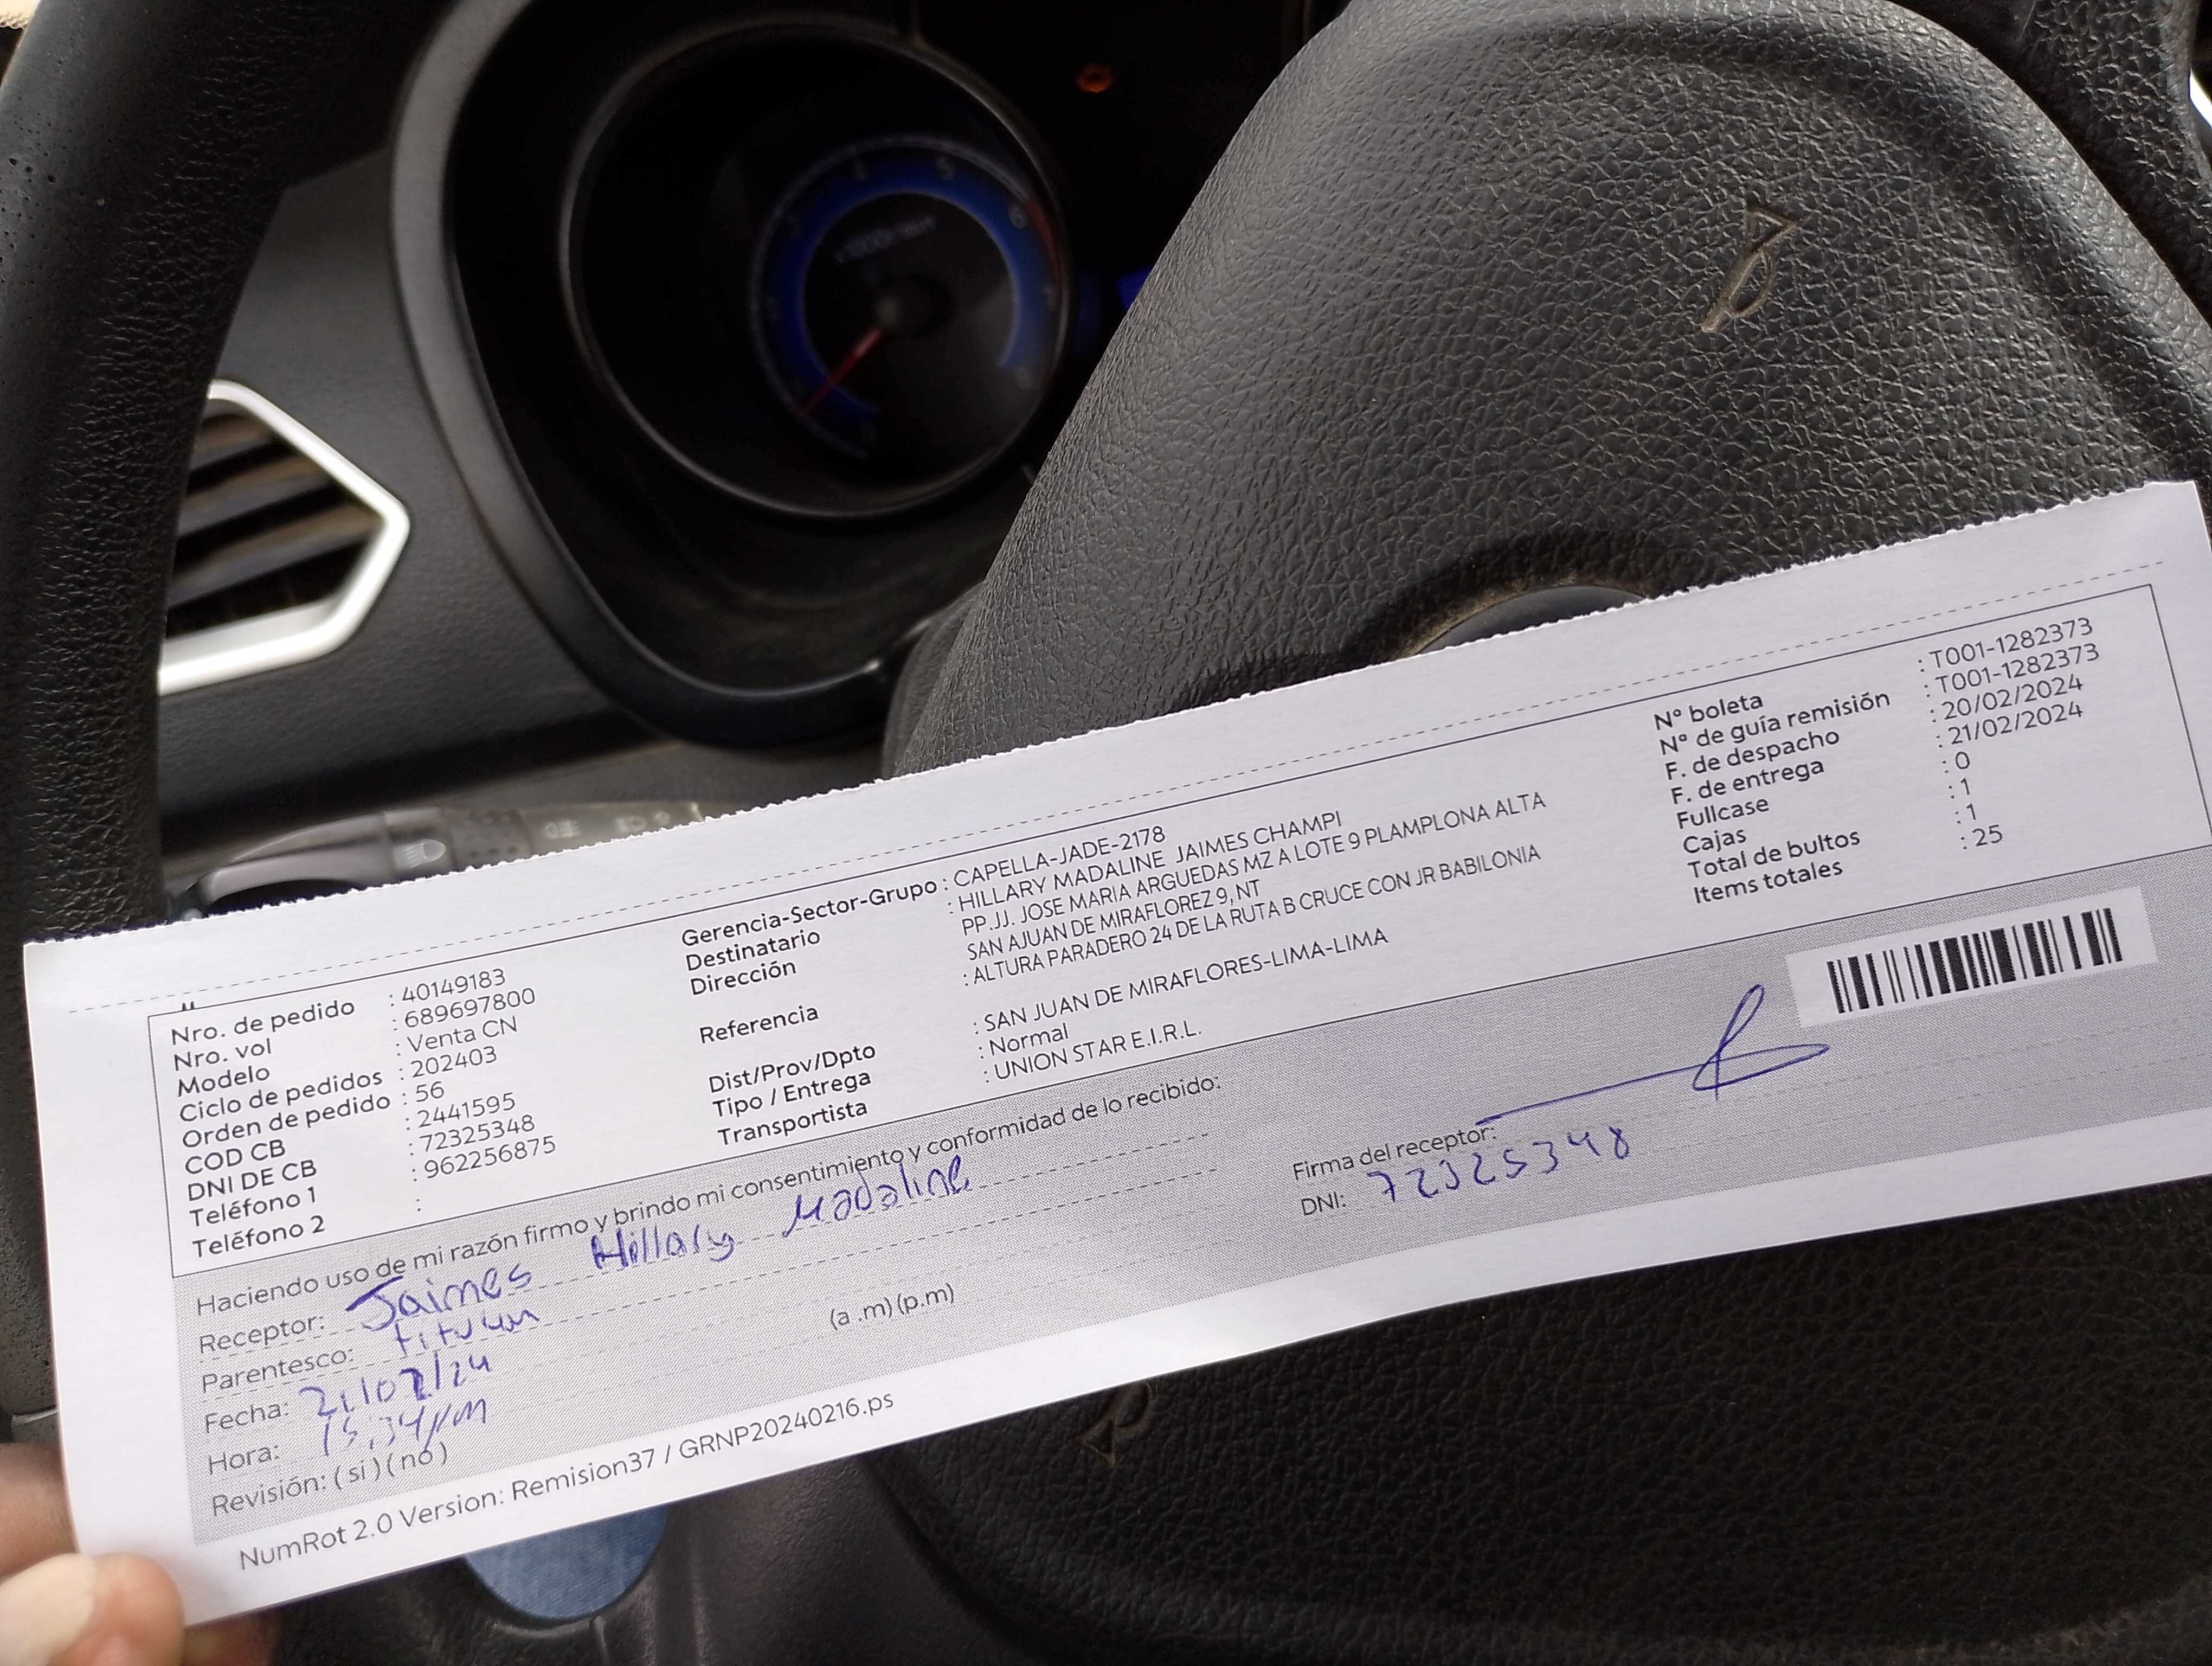 Nro. de pedido : 40149183
Nro. vol : 689697800
Modelo : Venta CN
Ciclo de pedidos : 202403
Orden de pedido : 56
COD CB : 2441595
DNI DE CB : 72325348
Teléfono 1 : 962256875
Teléfono 2 :
Gerencia-Sector-Grupo : CAPELLA-JADE-2178
Destinatario : HILLARY MADALINE JAIMES CHAMPI
Dirección PP.JJ. JOSE MARIA ARGUEDAS MZ A LOTE 9 PLAMPLONA ALTA
SAN AJUAN DE MIRAFLOREZ 9, NT
Referencia : ALTURA PARADERO 24 DE LA RUTA B CRUCE CON JR BABILONIA
Dist/Prov/Dpto : SAN JUAN DE MIRAFLORES-LIMA-LIMA
Tipo / Entrega : Normal
Transportista : UNION STAR E.I.R.L.
N° boleta : T001-1282373
N° de guía remisión : T001-1282373
F. de despacho : 20/02/2024
F. de entrega : 21/02/2024
Fullcase : 0
Cajas : 1
Total de bultos : 1
Items totales : 25
Haciendo uso de mi razón firmo y brindo mi consentimiento y conformidad de lo recibido:
Receptor: Jaimes Hillary Madaline
Parentesco:
Fecha: 21/02/24
Hora: 15:34pm (a .m) (p.m)
Revisión: ( si ) ( no )
Firma del receptor:
DNI: 72325348
NumRot 2.0 Version: Remision37 / GRNP20240216.ps